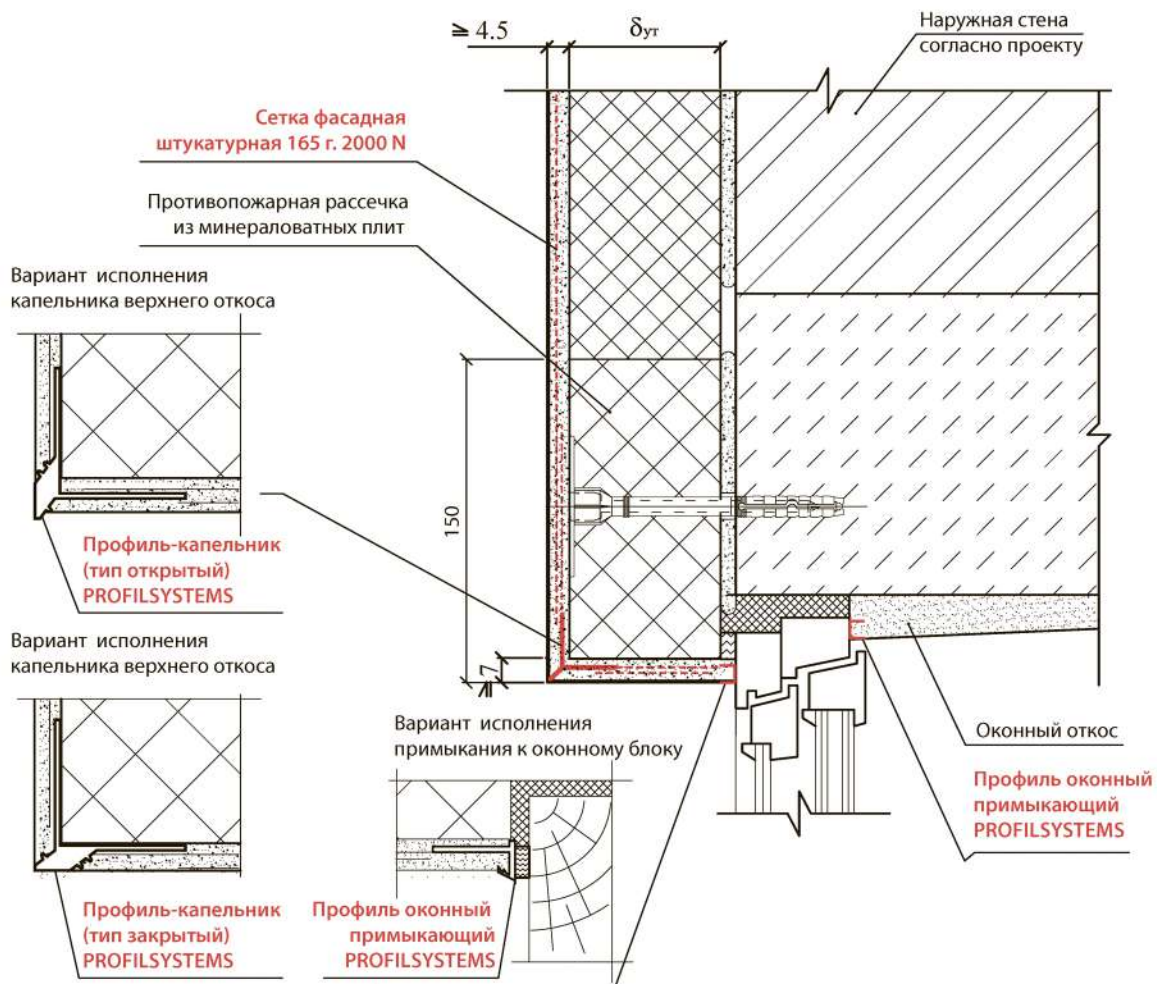 ≥ 4.5
δут
Наружная стена
согласно проекту
Сетка фасадная
штукатурная 165 г. 2000 N
Противопожарная рассечка
из минераловатных плит
Вариант исполнения
капельника верхнего откоса
150
Профиль-капельник
(тип открытый)
PROFILSYSTEMS
≥ 7
Вариант исполнения
капельника верхнего откоса
Вариант исполнения
примыкания к оконному блоку
Оконный откос
Профиль оконный
примыкающий
PROFILSYSTEMS
Профиль-капельник
(тип закрытый)
PROFILSYSTEMS
Профиль оконный
примыкающий
PROFILSYSTEMS